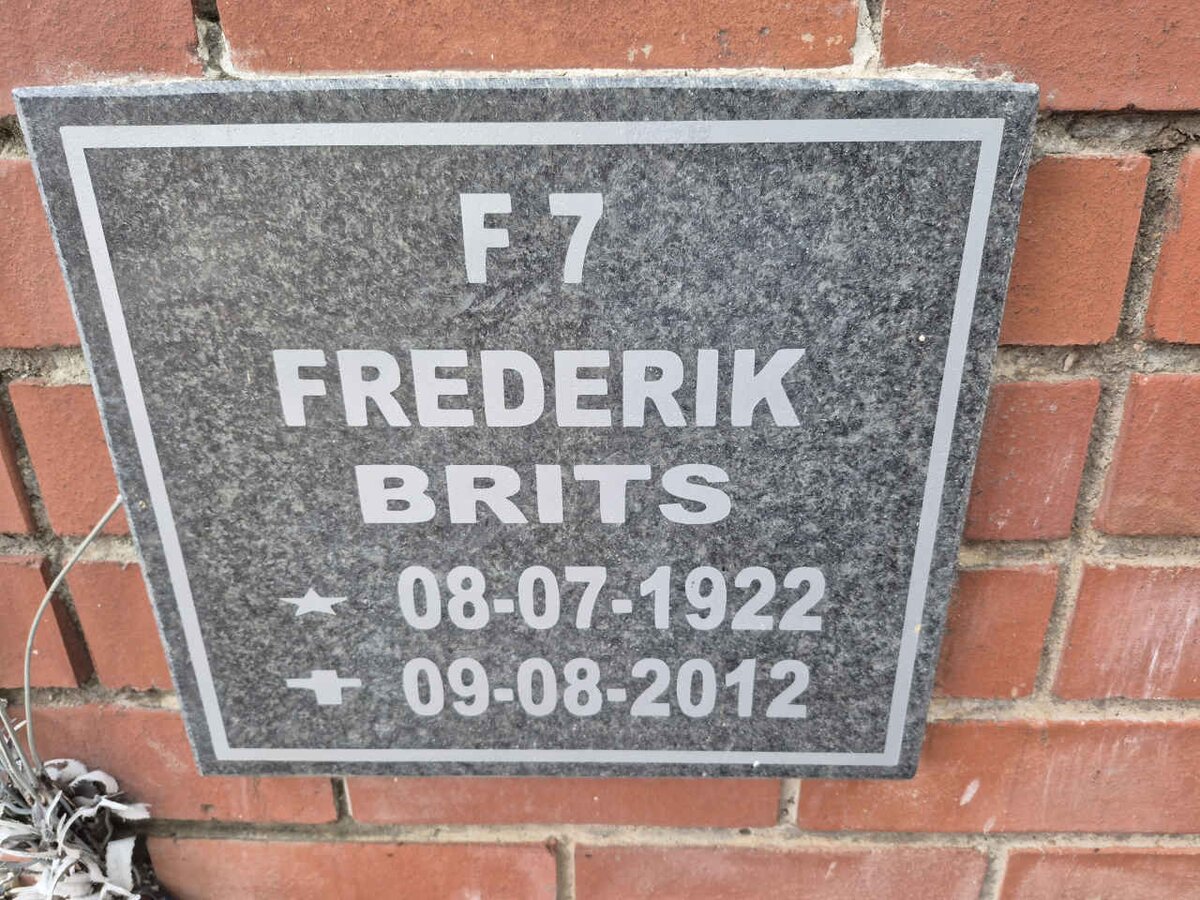 F 7
FREDERIK
BRITS
08-07-1922
09-08-2012